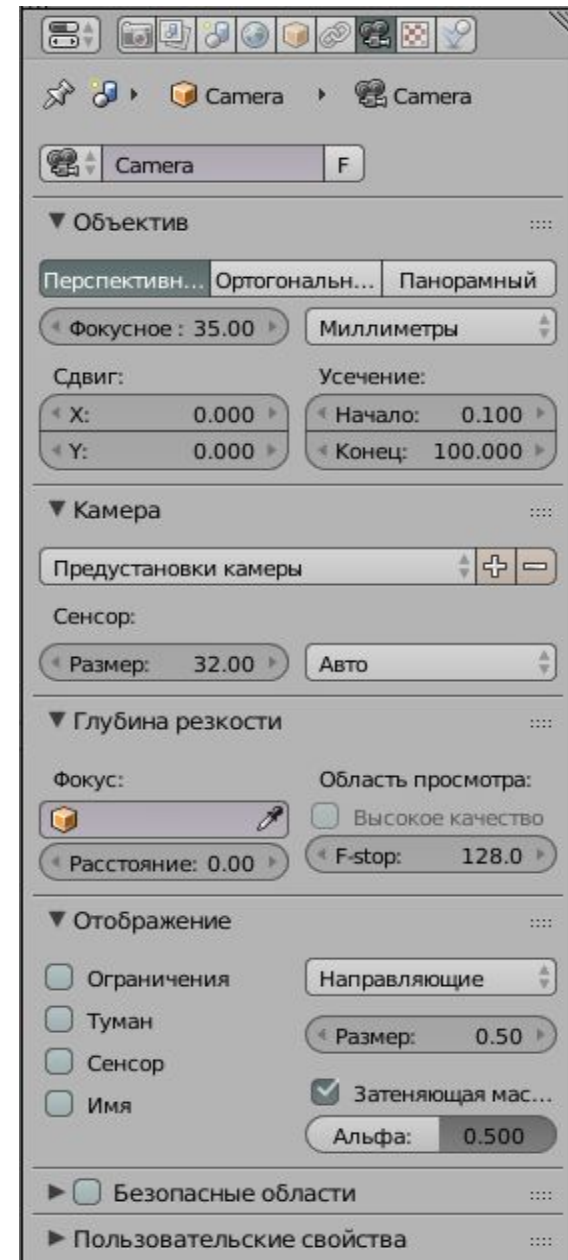 Camera Camera
Camera F
Объектив
Перспективн... Ортогональн... Панорамный
Фокусное : 35.00 Миллиметры
Сдвиг: Усечение:
X: 0.000 Начало: 0.100
Y: 0.000 Конец: 100.000
Камера
Предустановки камеры
Сенсор:
Размер: 32.00 Авто
Глубина резкости
Фокус: Область просмотра:
Высокое качество
Расстояние: 0.00 F-stop: 128.0
Отображение
Ограничения Направляющие
Туман Размер: 0.50
Сенсор
Имя Затеняющая мас...
Альфа: 0.500
Безопасные области
Пользовательские свойства